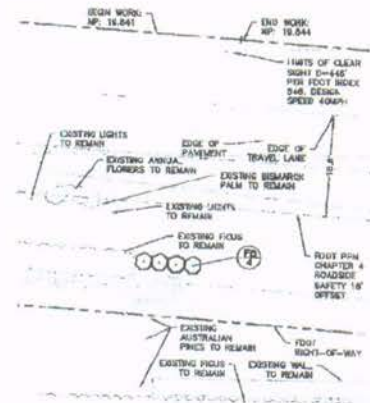 BEGIN WORK:
MP: 19.841
END WORK:
MP: 19.844
LIMITS OF CLEAR
SIGHT D=445'
PER FDOT INDEX
546. DESIGN
SPEED 40MPH
EXISTING LIGHTS
TO REMAIN
EDGE OF
PAVEMENT
EDGE OF
TRAVEL LANE
EXISTING ANNUAL
FLOWERS TO REMAIN
EXISTING BISMARCK
PALM TO REMAIN
EXISTING LIGHTS
TO REMAIN
EXISTING FICUS
TO REMAIN
4
FDOT PPM
CHAPTER 4
ROADSIDE
SAFETY 18'
OFFSET
EXISTING
AUSTRALIAN
PINES TO REMAIN
FDOT
RIGHT-OF-WAY
EXISTING FICUS
TO REMAIN
EXISTING WALL
TO REMAIN